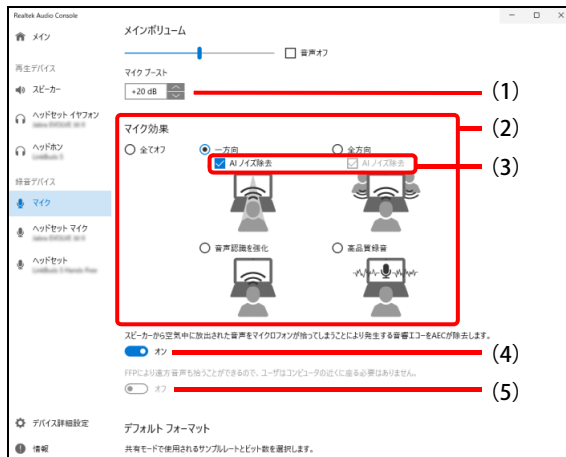 Realtek Audio Console
メイン
再生デバイス
スピーカー
ヘッドセット イヤフォン
ヘッドホン
録音デバイス
マイク
ヘッドセット マイク
ヘッドセット
デバイス詳細設定
情報
メインボリューム
音声オフ
マイク ブースト
+20 dB
(1)
マイク効果
(2)
全てオフ
一方向
全方向
AI ノイズ除去
AI ノイズ除去
(3)
音声認識を強化
高品質録音
スピーカーから空気中に放出された音声をマイクロフォンが拾ってしまうことにより発生する音響エコーをAECが除去します。
オン
(4)
FFPにより遠方音声も拾うことができるので、ユーザはコンピュータの近くに座る必要はありません。
オフ
(5)
デフォルト フォーマット
共有モードで使用されるサンプルレートとビット数を選択します。